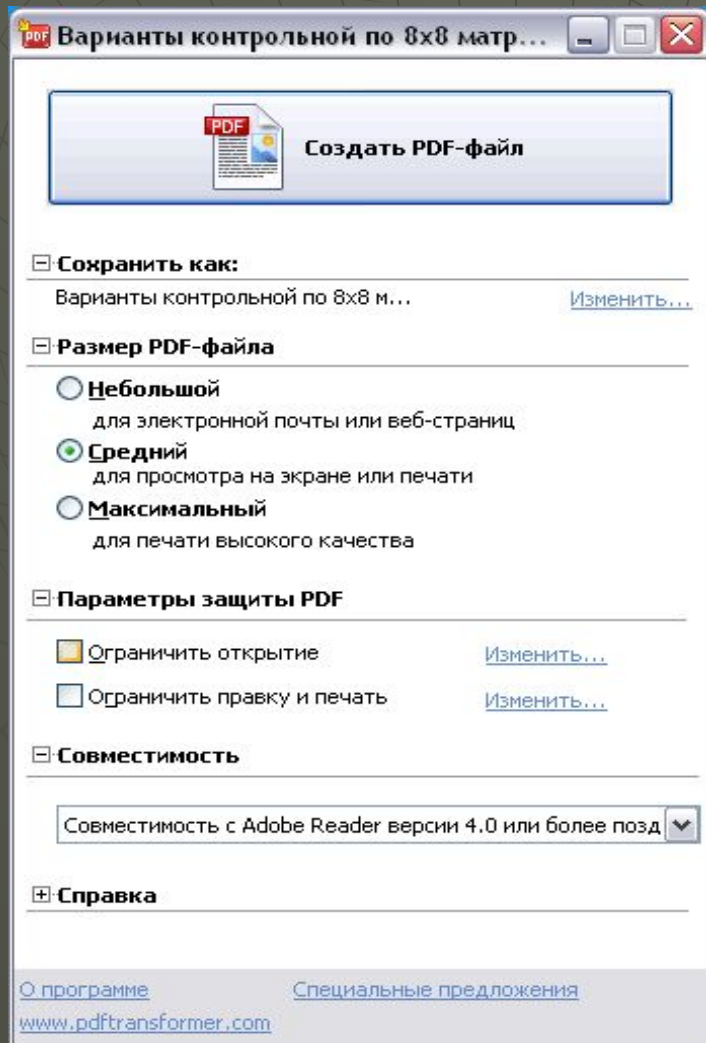 PDF Варианты контрольной по 8x8 матр...
PDF
Создать PDF-файл
Сохранить как:
Варианты контрольной по 8x8 м... Изменить...
Размер PDF-файла
Небольшой
для электронной почты или веб-страниц
Средний
для просмотра на экране или печати
Максимальный
для печати высокого качества
Параметры защиты PDF
Ограничить открытие Изменить...
Ограничить правку и печать Изменить...
Совместимость
Совместимость с Adobe Reader версии 4.0 или более позд
Справка
О программе Специальные предложения
www.pdftransformer.com